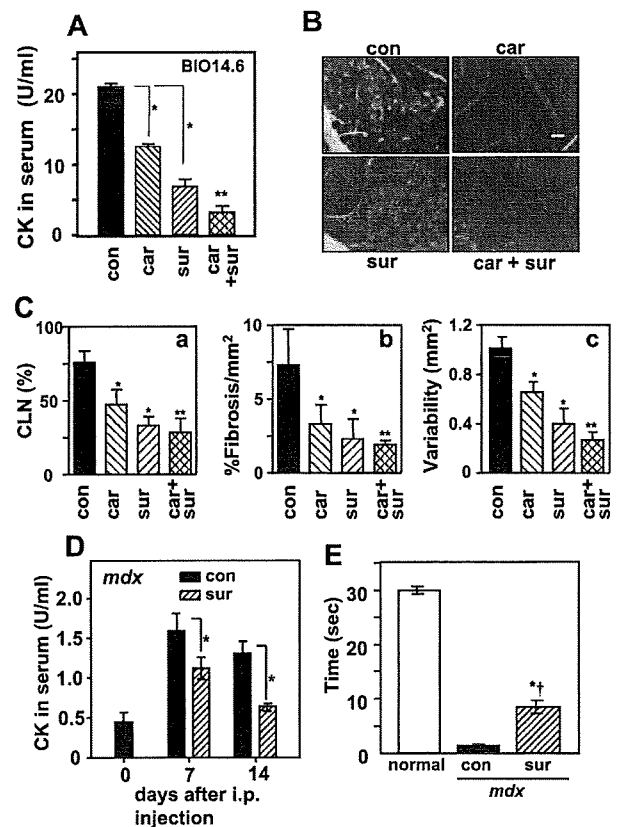 A
CK in serum (U/ml)
20
10
0
BIO14.6
*
*
**
con
car
sur
car
+sur
B
con
car
sur
car + sur
C
a
CLN (%)
75
50
0
*
*
**
con
car
sur
car+
sur
b
%Fibrosis/mm²
10
5
0
*
*
**
con
car
sur
car+
sur
c
Variability (mm²)
1.2
0.8
0.4
0
*
*
**
con
car
sur
car+
sur
D
mdx
con
sur
CK in serum (U/ml)
2.0
1.5
1.0
0.5
0
*
*
0
7
14
days after i.p.
injection
E
Time (sec)
30
20
10
0
*†
normal
con
sur
mdx